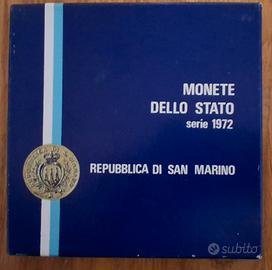 MONETE
DELLO STATO
serie 1972
REPUBBLICA DI SAN MARINO
subito